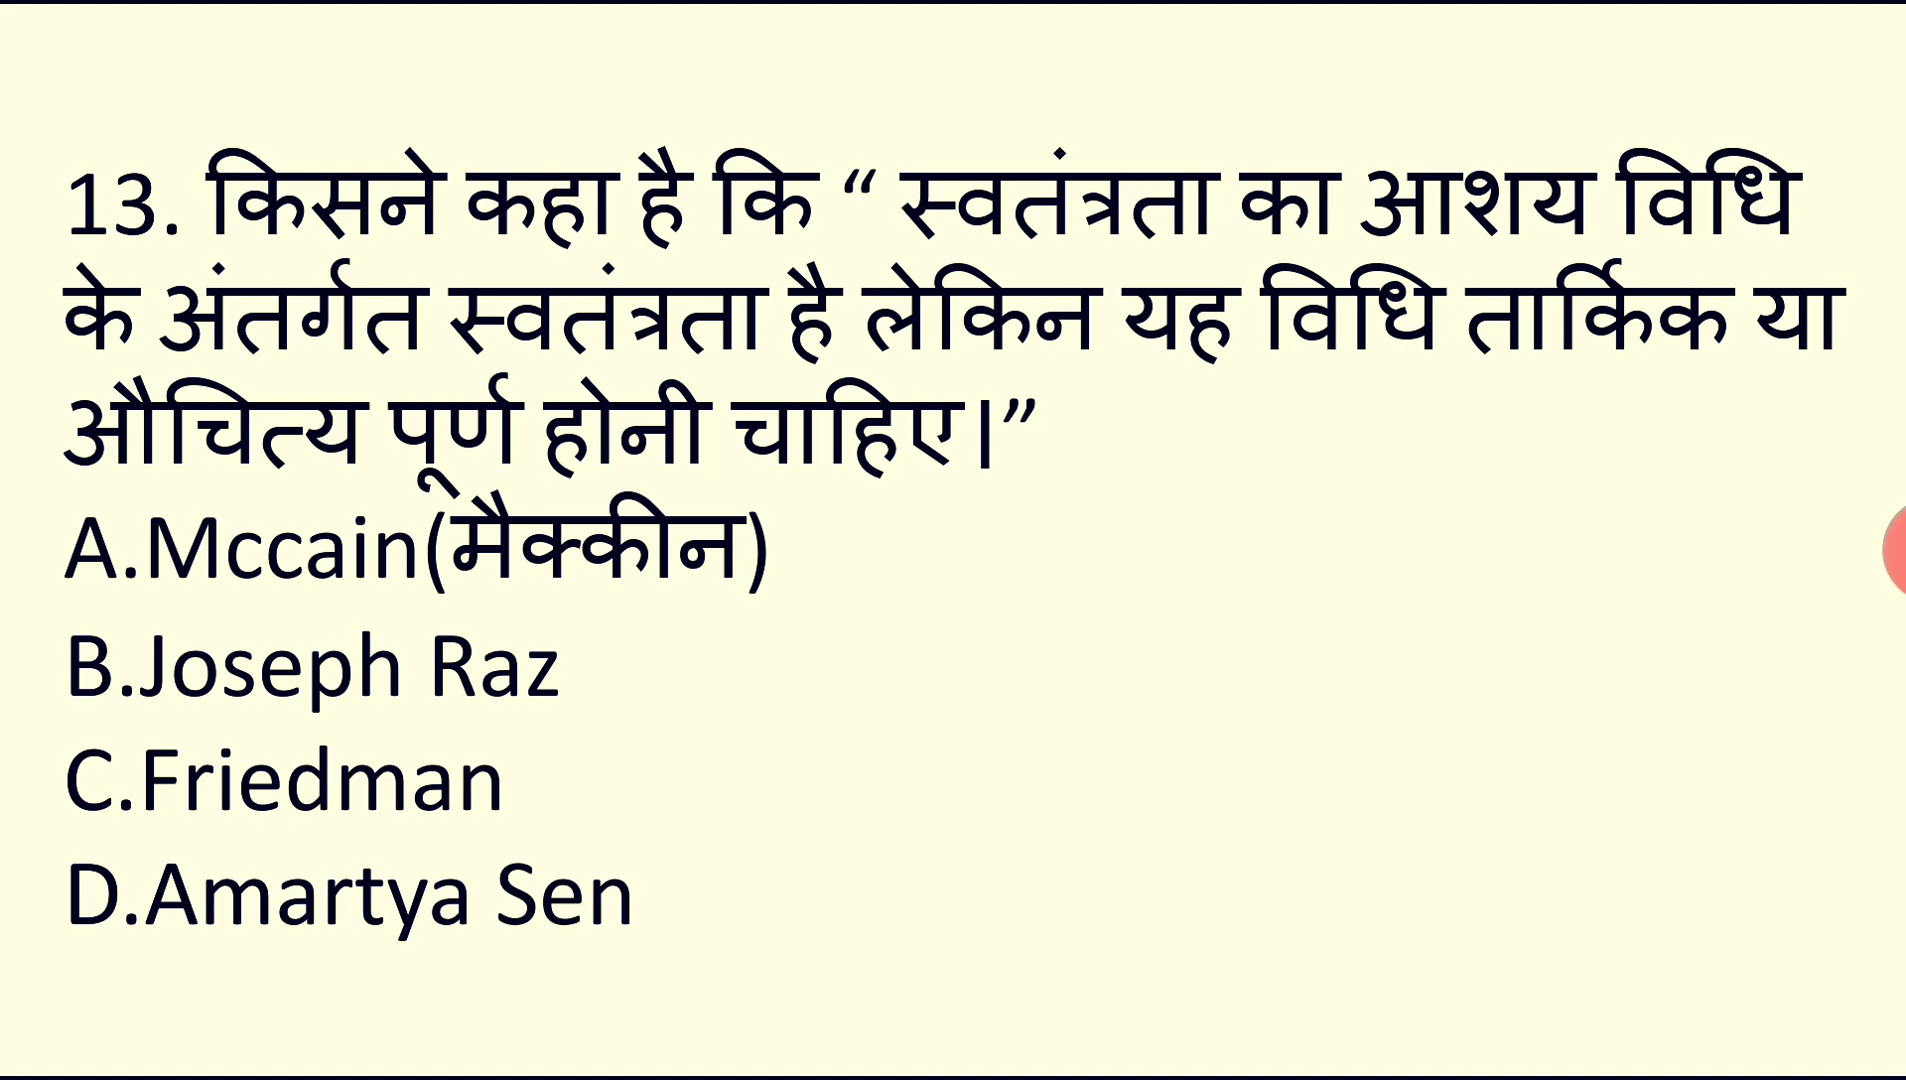 13. किसने कहा है कि “ स्वतंत्रता का आशय विधि
के अंतर्गत स्वतंत्रता है लेकिन यह विधि तार्किक या
औचित्य पूर्ण होनी चाहिए।”
A.Mccain(मैक्कीन)
B.Joseph Raz
C.Friedman
D.Amartya Sen